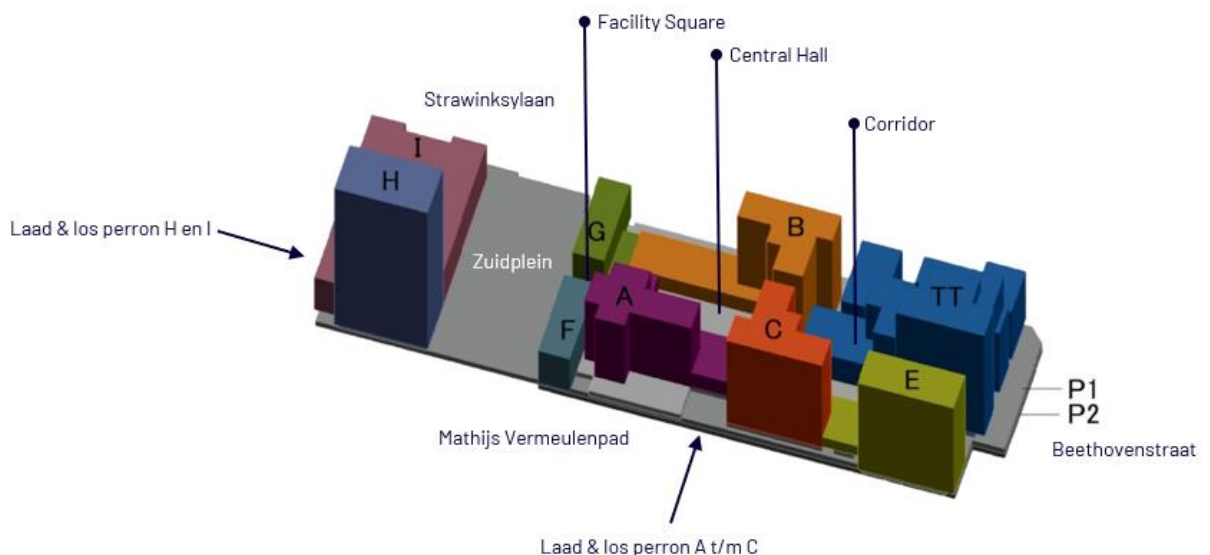 Facility Square
Central Hall
Strawinksylaan
Corridor
I
H
Laad & los perron H en I
G
B
Zuidplein
A
TT
F
C
E
P1
P2
Mathijs Vermeulenpad
Beethovenstraat
Laad & los perron A t/m C